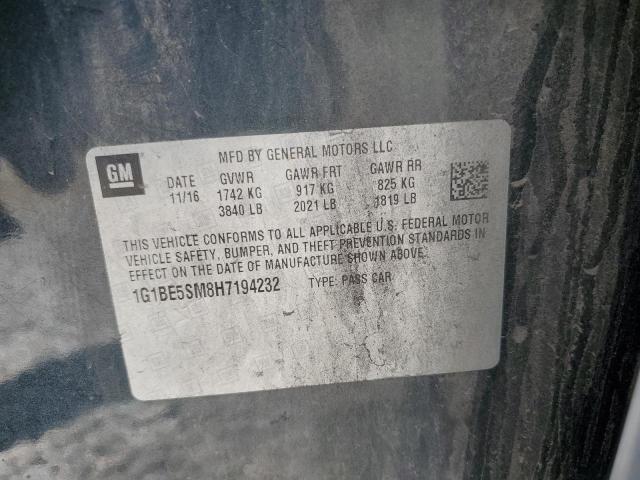 GM
MFD BY GENERAL MOTORS LLC
DATE GVWR GAWR FRT GAWR RR
11/16 1742 KG 917 KG 825 KG
3840 LB 2021 LB 1819 LB
THIS VEHICLE CONFORMS TO ALL APPLICABLE U.S. FEDERAL MOTOR
VEHICLE SAFETY, BUMPER, AND THEFT PREVENTION STANDARDS IN
EFFECT ON THE DATE OF MANUFACTURE SHOWN ABOVE.
1G1BE5SM8H7194232 TYPE: PASS CAR